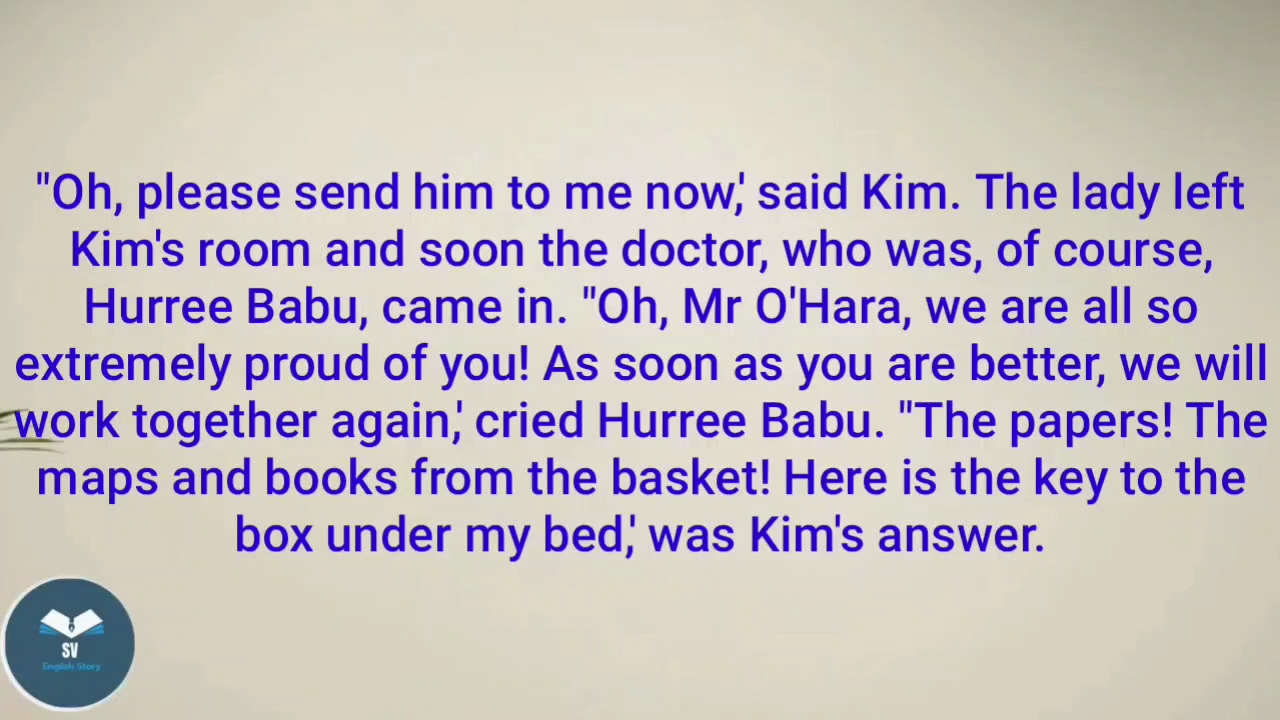 "Oh, please send him to me now,' said Kim. The lady left
Kim's room and soon the doctor, who was, of course,
Hurree Babu, came in. "Oh, Mr O'Hara, we are all so
extremely proud of you! As soon as you are better, we will
work together again,' cried Hurree Babu. "The papers! The
maps and books from the basket! Here is the key to the
box under my bed,' was Kim's answer.
SV
English Story